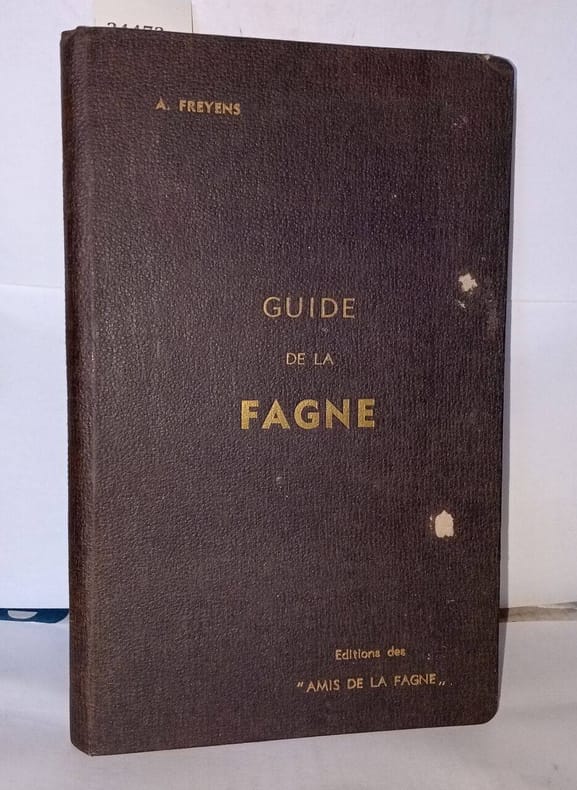 A. FREYENS
GUIDE
DE LA
FAGNE
Editions des
"AMIS DE LA FAGNE„